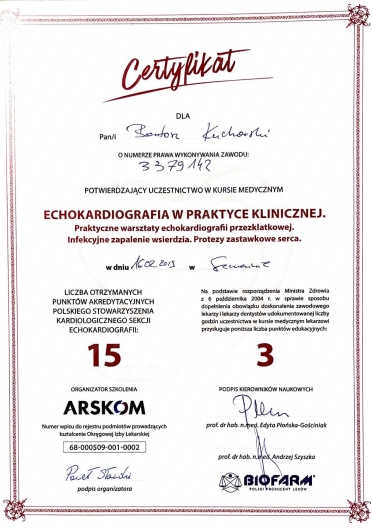 Certyfikat
DLA
Pan/i Bartosz Kucharski
O NUMERZE PRAWA WYKONYWANIA ZAWODU:
3379142
POTWIERDZAJĄCY UCZESTNICTWO W KURSIE MEDYCZNYM
ECHOKARDIOGRAFIA W PRAKTYCE KLINICZNEJ.
Praktyczne warsztaty echokardiografii przezklatkowej.
Infekcyjne zapalenie wsierdzia. Protezy zastawkowe serca.
w dniu 16.02.2019 w
LICZBA OTRZYMANYCH
PUNKTÓW AKREDYTACYJNYCH
POLSKIEGO STOWARZYSZENIA
KARDIOLOGICZNEGO SEKCJI
ECHOKARDIOGRAFII:
15
Na podstawie rozporządzenia Ministra Zdrowia
z 6 października 2004 r. w sprawie sposobu
dopełnienia obowiązku doskonalenia zawodowego
lekarzy i lekarzy dentystów udokumentowanej liczby
godzin uczestnictwa w kursie medycznym lekarzowi
przysługuje poniższa liczba punktów edukacyjnych:
3
ORGANIZATOR SZKOLENIA
ARSKOM
Numer wpisu do rejestru podmiotów prowadzących
kształcenie Okręgowej Izby Lekarskiej
68-000509-001-0002
podpis organizatora
PODPIS KIEROWNIKÓW NAUKOWYCH
prof. dr hab. n. med. Edyta Płońska-Gościniak
prof. dr hab. n. med. Andrzej Szyszka
BIOFARM
POLSKI PRODUCENT LEKÓW